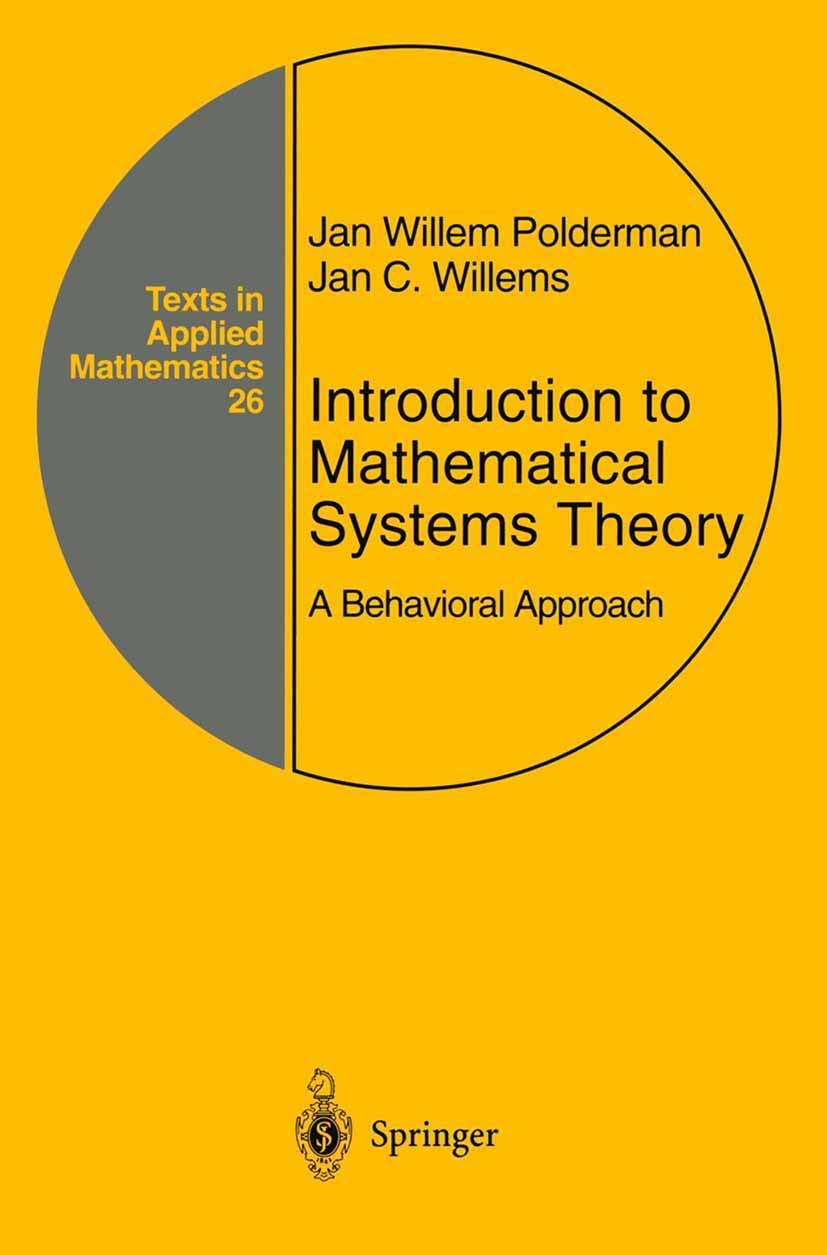 Jan Willem Polderman
Jan C. Willems
Texts in
Applied
Mathematics
26
Introduction to
Mathematical
Systems Theory
A Behavioral Approach
Springer